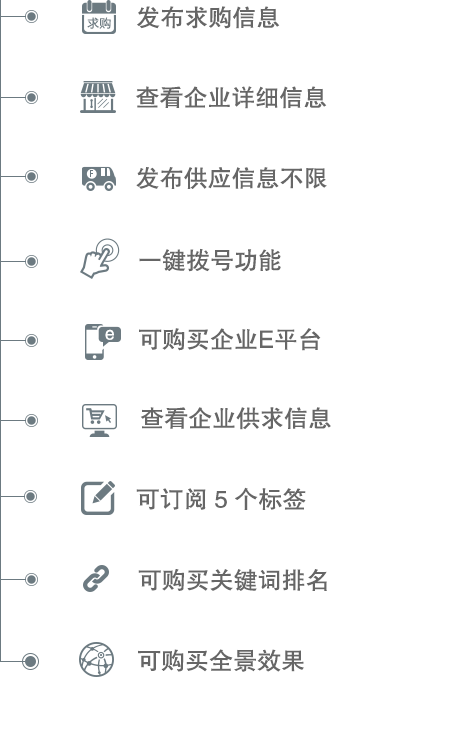 求购
发布求购信息
查看企业详细信息
F
发布供应信息不限
一键拨号功能
e
可购买企业E平台
查看企业供求信息
可订阅 5 个标签
可购买关键词排名
可购买全景效果